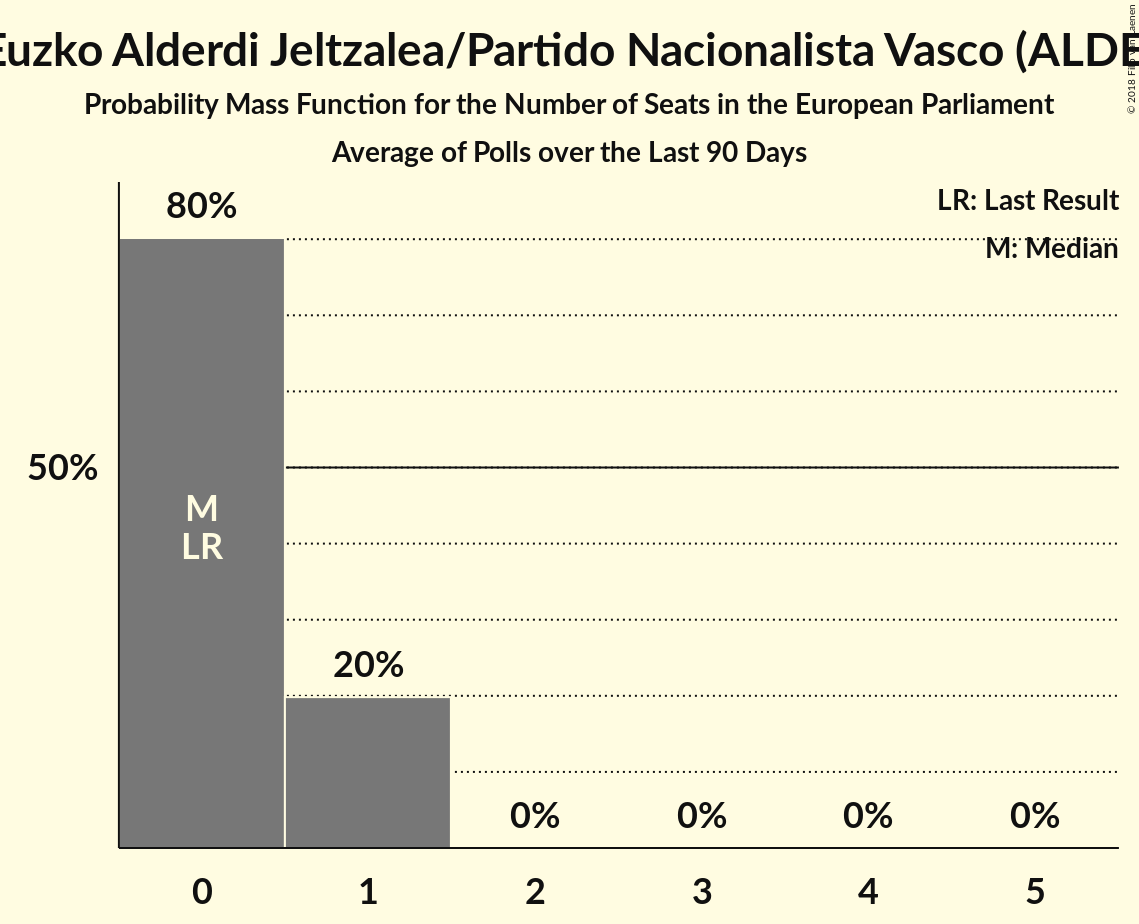 Euzko Alderdi Jeltzalea/Partido Nacionalista Vasco (ALDE
Probability Mass Function for the Number of Seats in the European Parliament
Average of Polls over the Last 90 Days
© 2018 Filip
LR: Last Result
M: Median
80%
50%
M
LR
20%
0% 0% 0% 0%
0 1 2 3 4 5